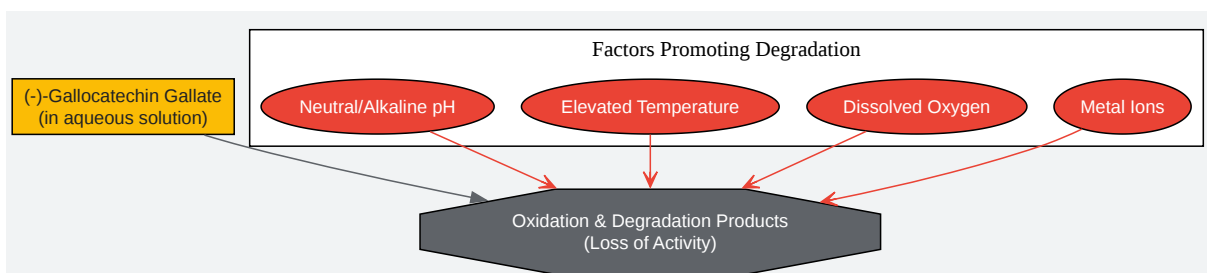 Factors Promoting Degradation
(-)-Gallocatechin Gallate
(in aqueous solution)
Neutral/Alkaline pH
Elevated Temperature
Dissolved Oxygen
Metal Ions
Oxidation & Degradation Products
(Loss of Activity)